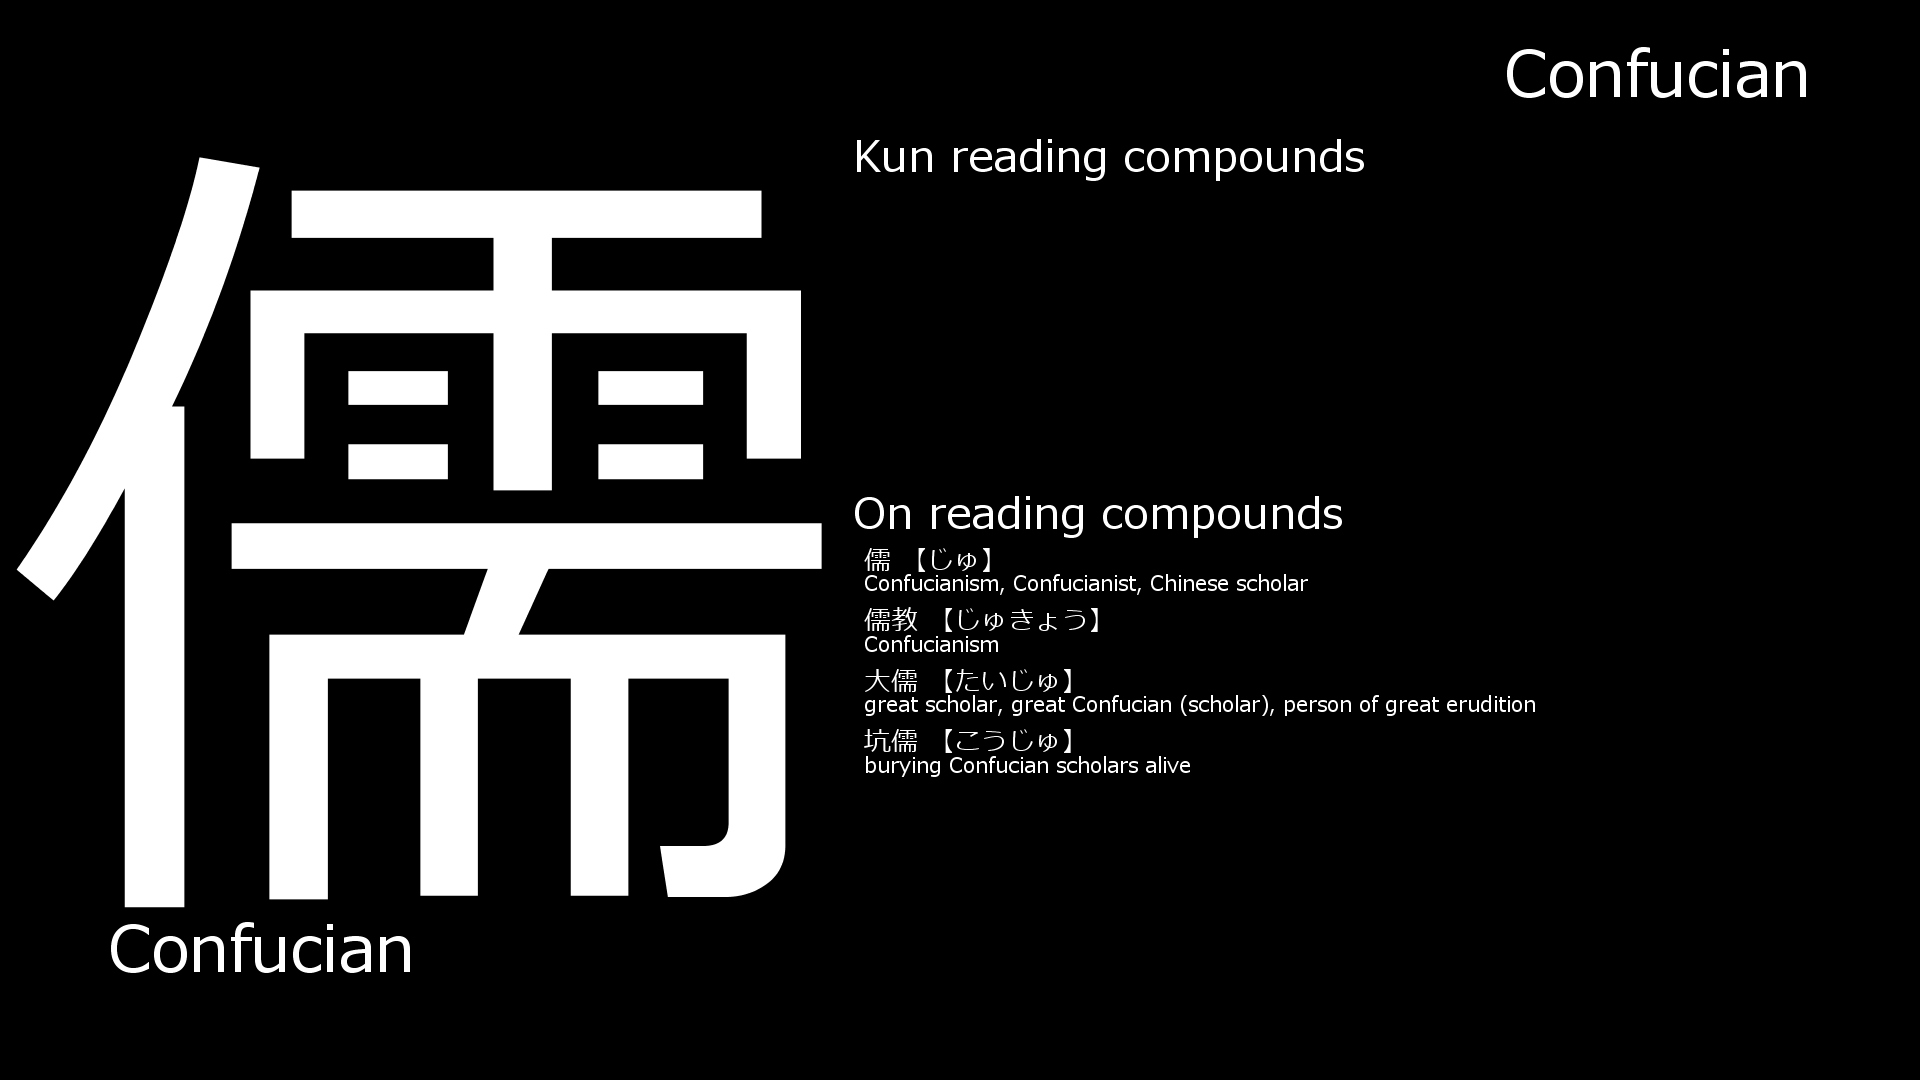 Confucian
儒
Confucian
Kun reading compounds
On reading compounds
儒 【じゅ】
Confucianism, Confucianist, Chinese scholar
儒教 【じゅきょう】
Confucianism
大儒 【たいじゅ】
great scholar, great Confucian (scholar), person of great erudition
坑儒 【こうじゅ】
burying Confucian scholars alive